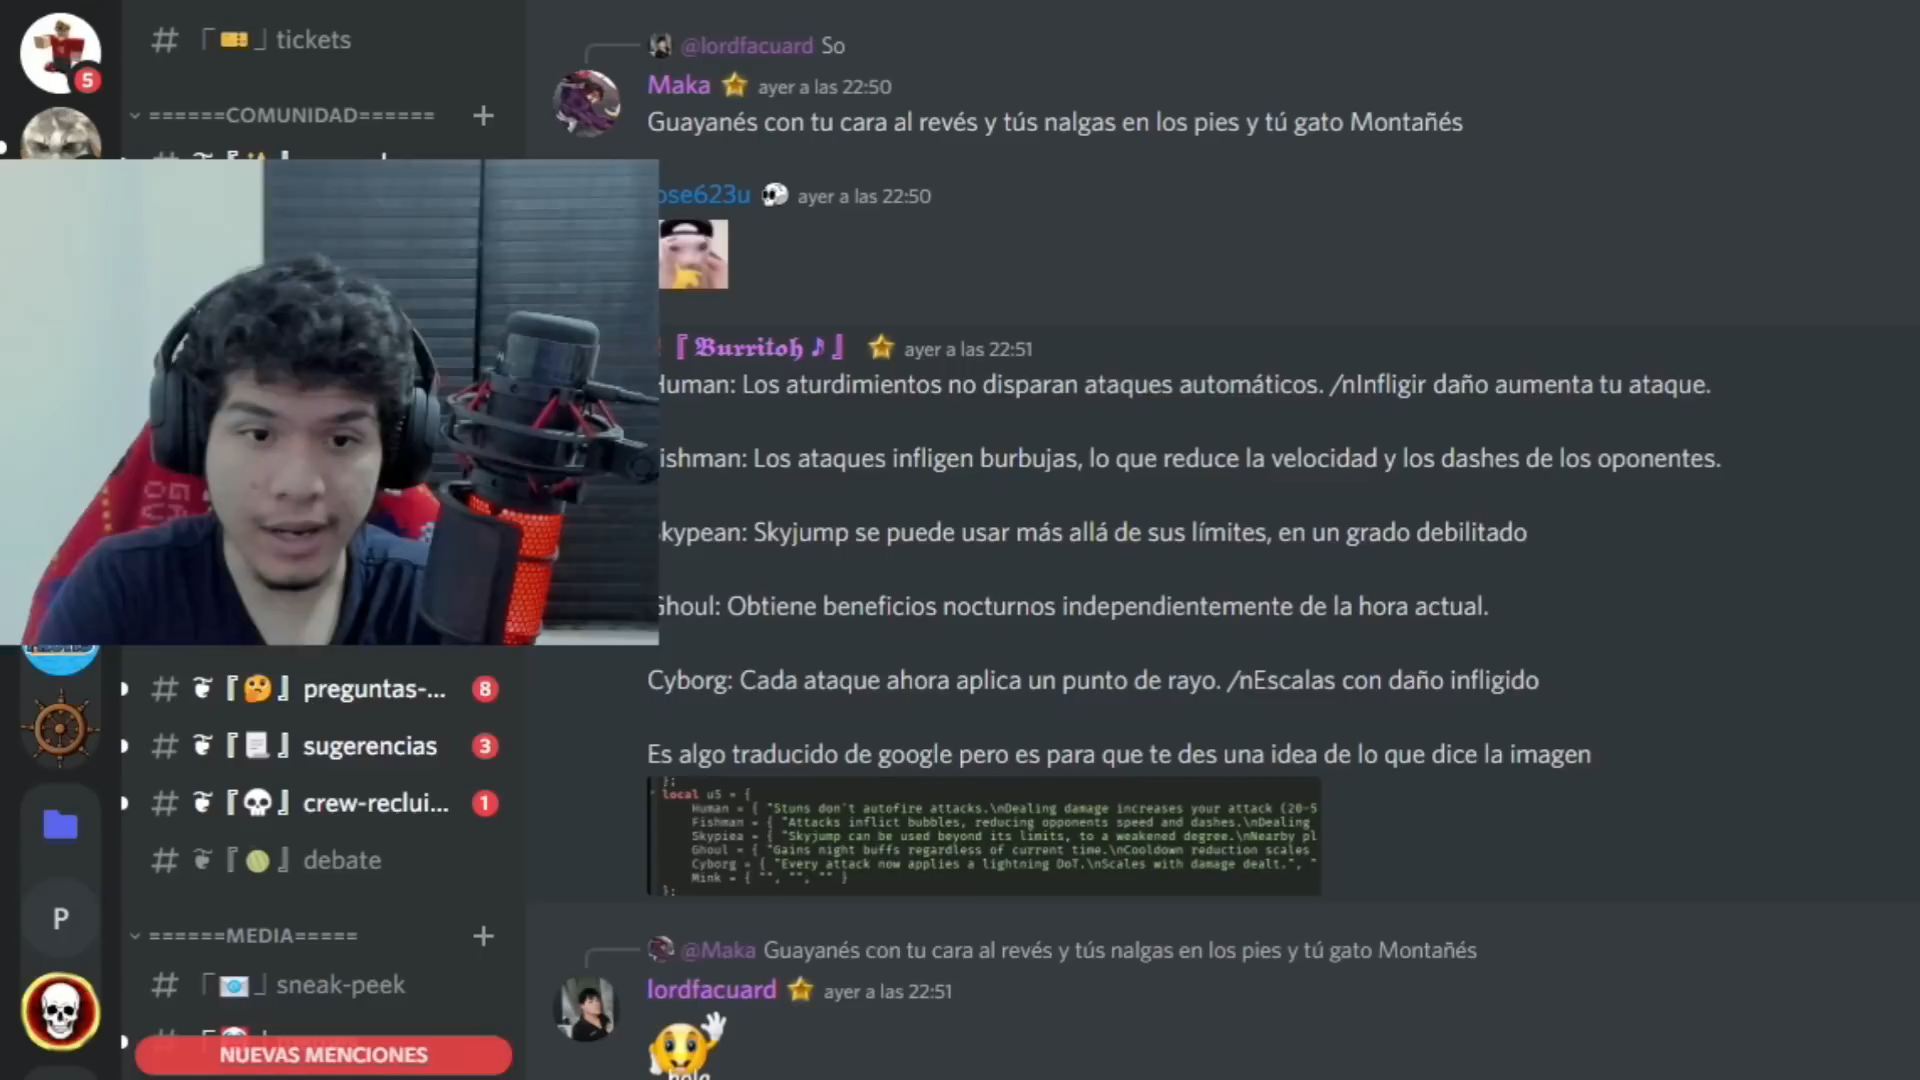 5
tickets
======COMUNIDAD======
@lordfacuard So
Maka ayer a las 22:50
Guayanés con tu cara al revés y tús nalgas en los pies y tú gato Montañés
ose623u ayer a las 22:50
『 𝕭𝖚𝖗𝖗𝖎𝖙𝖔𝖍 ♪ 』 ayer a las 22:51
Human: Los aturdimientos no disparan ataques automáticos. /nInfligir daño aumenta tu ataque.
ishman: Los ataques infligen burbujas, lo que reduce la velocidad y los dashes de los oponentes.
kypean: Skyjump se puede usar más allá de sus límites, en un grado debilitado
Ghoul: Obtiene beneficios nocturnos independientemente de la hora actual.
Cyborg: Cada ataque ahora aplica un punto de rayo. /nEscalas con daño infligido
Es algo traducido de google pero es para que te des una idea de lo que dice la imagen
};
local u5 = {
Human = { "Stuns don't autofire attacks.\nDealing damage increases your attack (20-5
Fishman = { "Attacks inflict bubbles, reducing opponents speed and dashes.\nDealing
Skypiea = { "Skyjump can be used beyond its limits, to a weakened degree.\nNearby pl
Ghoul = { "Gains night buffs regardless of current time.\nCooldown reduction scales
Cyborg = { "Every attack now applies a lightning DoT.\nScales with damage dealt.", "
Mink = { "", "", "" }
};
@Maka Guayanés con tu cara al revés y tús nalgas en los pies y tú gato Montañés
lordfacuard ayer a las 22:51
hola
preguntas-... 8
sugerencias 3
crew-reclui... 1
debate
======MEDIA=====
sneak-peek
NUEVAS MENCIONES
P